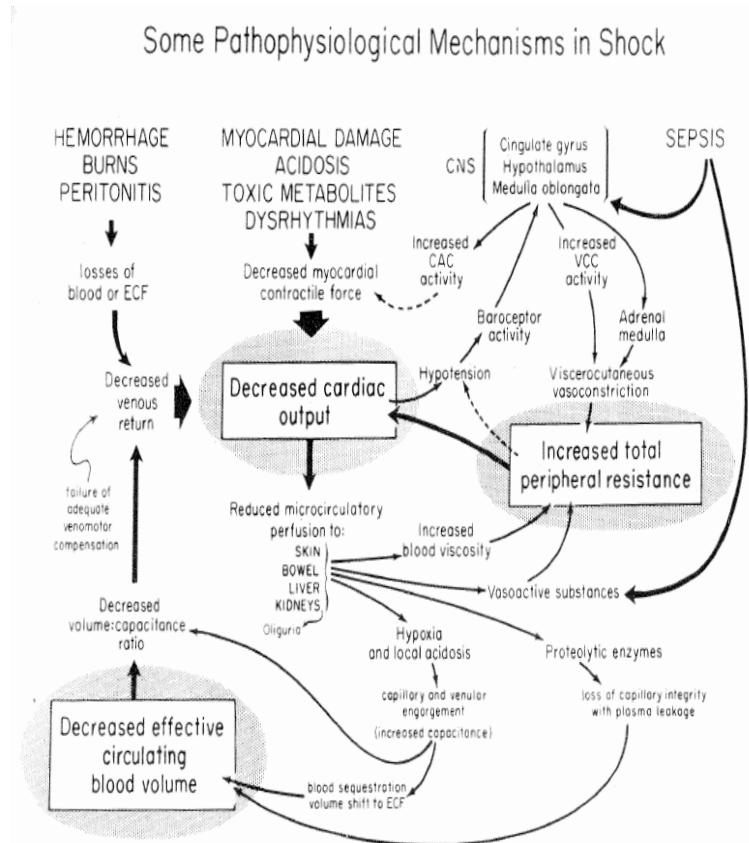 Some Pathophysiological Mechanisms in Shock
HEMORRHAGE
BURNS
PERITONITIS
MYOCARDIAL DAMAGE
ACIDOSIS
TOXIC METABOLITES
DYSRHYTHMIAS
CNS
Cingulate gyrus
Hypothalamus
Medulla oblongata
SEPSIS
losses of
blood or ECF
Decreased myocardial
contractile force
Increased
CAC
activity
Increased
VCC
activity
Baroceptor
activity
Adrenal
medulla
Decreased
venous
return
Decreased cardiac
output
Hypotension
Viscerocutaneous
vasoconstriction
Increased total
peripheral resistance
failure of
adequate
venomotor
compensation
Reduced microcirculatory
perfusion to:
SKIN
BOWEL
LIVER
KIDNEYS
Oliguria
Increased
blood viscosity
Vasoactive substances
Decreased
volume:capacitance
ratio
Hypoxia
and local acidosis
Proteolytic enzymes
capillary and venular
engorgement
(increased capacitance)
loss of capillary integrity
with plasma leakage
Decreased effective
circulating
blood volume
blood sequestration
volume shift to ECF